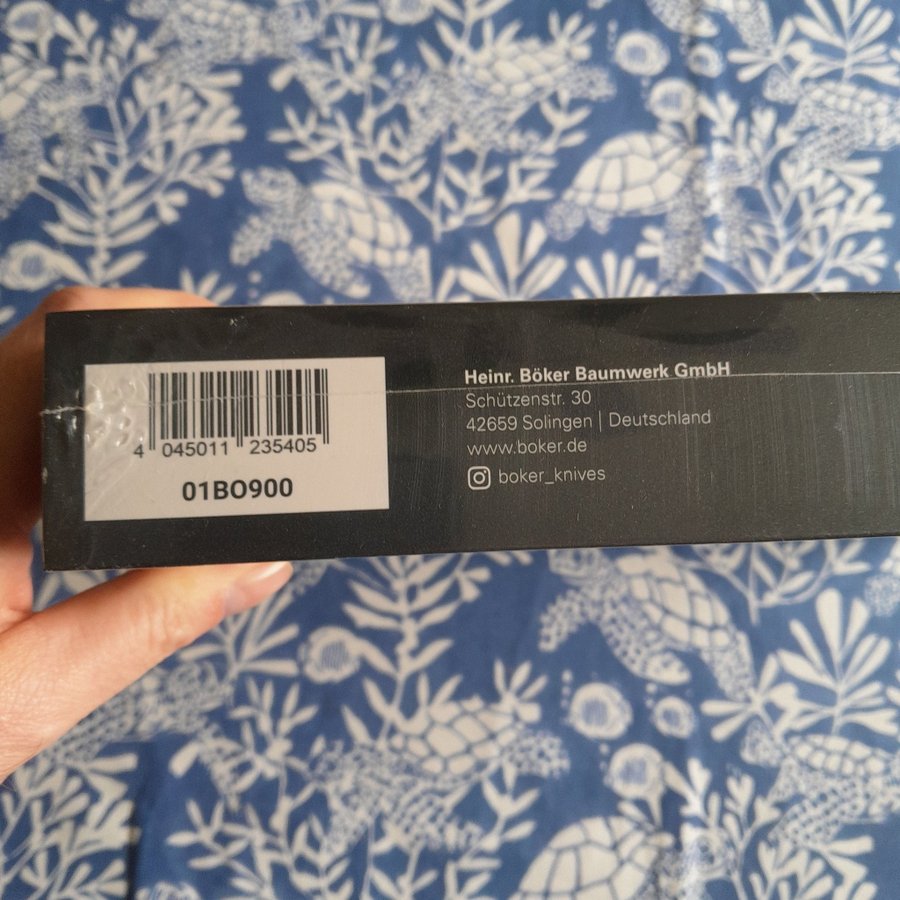 4 045011 235405
01BO900
Heinr. Böker Baumwerk GmbH
Schützenstr. 30
42659 Solingen | Deutschland
www.boker.de
boker_knives